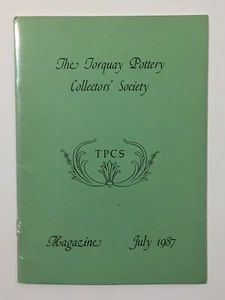 The Torquay Pottery
Collectors' Society
TPCS
Magazine July 1987